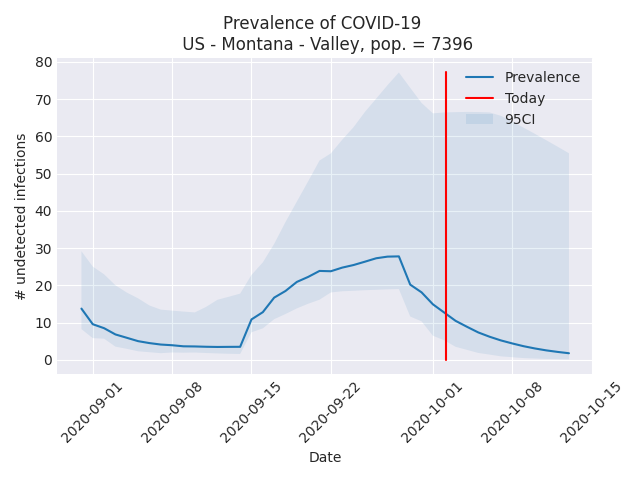 Prevalence of COVID-19
US - Montana - Valley, pop. = 7396
80
70
60
50
40
30
20
10
0
# undetected infections
Prevalence
Today
95CI
2020-09-01
2020-09-08
2020-09-15
2020-09-22
2020-10-01
2020-10-08
2020-10-15
Date